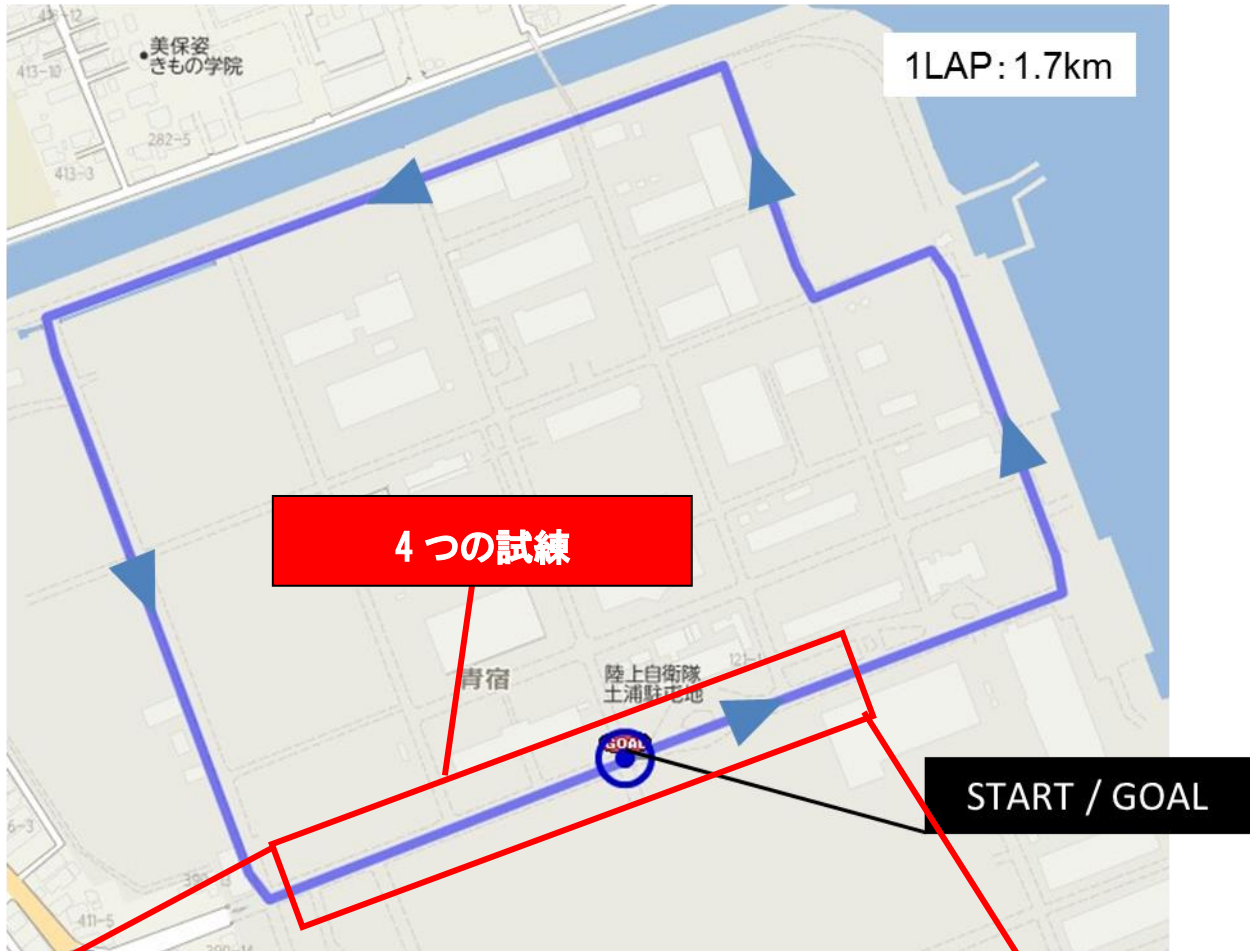 美保姿
きもの学院
413-10
282-5
413-3
1LAP：1.7km
4つの試練
青宿
陸上自衛隊
土浦駐屯地
GOAL
START / GOAL
411-5